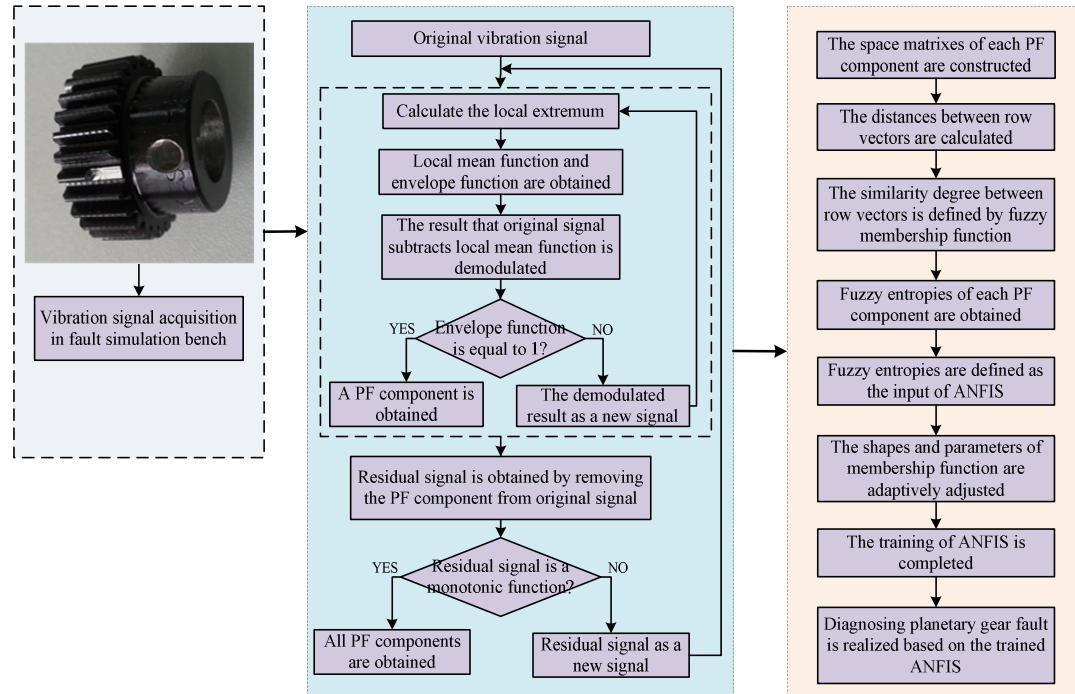 Vibration signal acquisition
in fault simulation bench
Original vibration signal
Calculate the local extremum
Local mean function and
envelope function are obtained
The result that original signal
subtracts local mean function is
demodulated
Envelope function
is equal to 1?
YES
NO
A PF component is
obtained
The demodulated
result as a new signal
Residual signal is obtained by removing
the PF component from original signal
Residual signal is a
monotonic function?
YES
NO
All PF components
are obtained
Residual signal as a
new signal
The space matrixes of each PF
component are constructed
The distances between row
vectors are calculated
The similarity degree between
row vectors is defined by fuzzy
membership function
Fuzzy entropies of each PF
component are obtained
Fuzzy entropies are defined as
the input of ANFIS
The shapes and parameters of
membership function are
adaptively adjusted
The training of ANFIS is
completed
Diagnosing planetary gear fault
is realized based on the trained
ANFIS